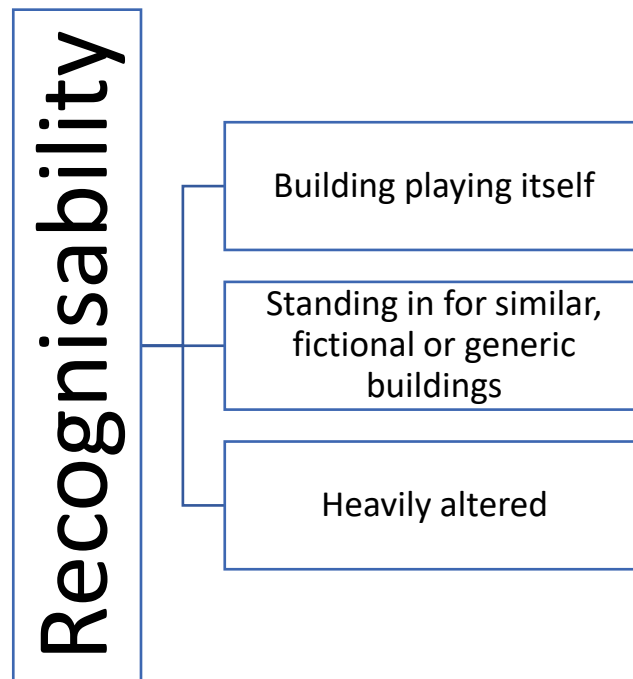 Recognisability
Building playing itself
Standing in for similar,
fictional or generic
buildings
Heavily altered